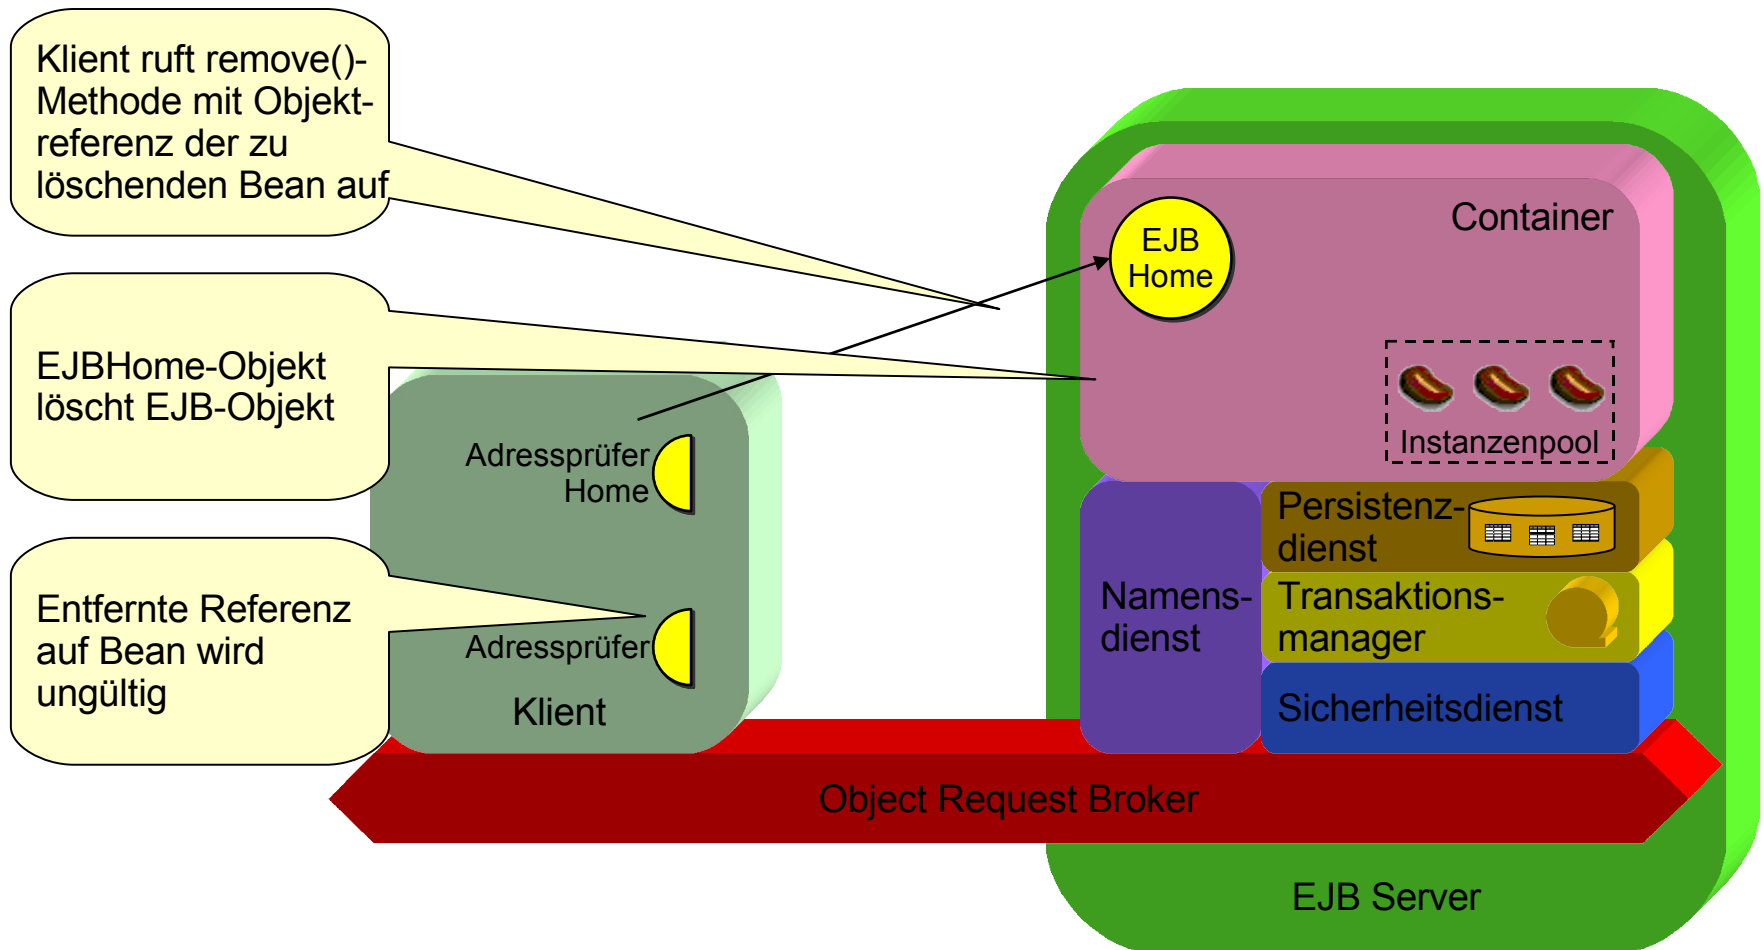 Klient ruft remove()-
Methode mit Objekt-
referenz der zu
löschenden Bean auf
EJBHome-Objekt
löscht EJB-Objekt
Entfernte Referenz
auf Bean wird
ungültig
Adressprüfer
Home
Adressprüfer
Klient
EJB
Home
Container
Instanzenpool
Namens-
dienst
Persistenz-
dienst
Transaktions-
manager
Sicherheitsdienst
Object Request Broker
EJB Server